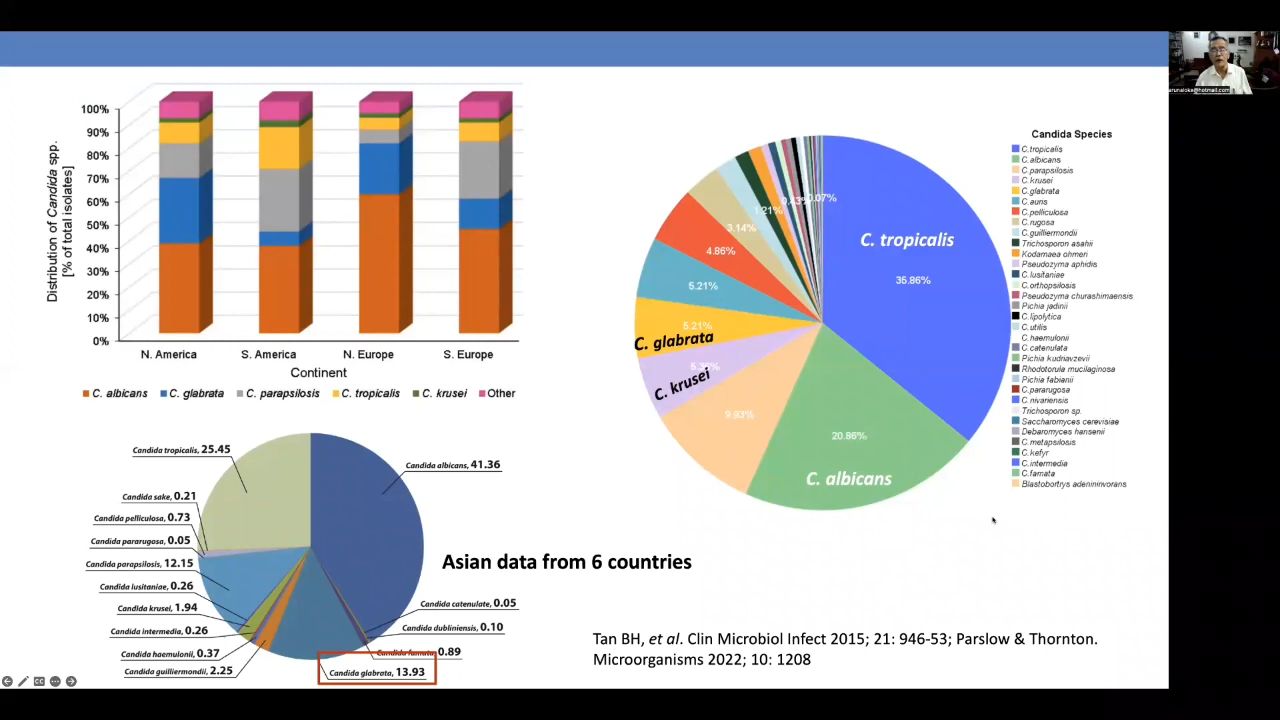 arunaloke@hotmail.com
100%
90%
80%
70%
60%
50%
40%
30%
20%
10%
0%
Distribution of Candida spp.
[% of total isolates]
N. America
S. America
N. Europe
S. Europe
Continent
C. albicans
C. glabrata
C. parapsilosis
C. tropicalis
C. krusei
Other
C. tropicalis
35.86%
C. albicans
20.86%
9.93%
C. krusei
C. glabrata
5.21%
5.21%
4.86%
3.14%
1.21%
0.07%
Candida Species
C.tropicalis
C.albicans
C.parapsilosis
C.krusei
C.glabrata
C.auris
C.pelliculosa
C.rugosa
C.guilliermondii
Trichosporon asahii
Kodamaea ohmeri
Pseudozyma aphidis
C.lusitaniae
C.orthopsilosis
Pseudozyma churashimaensis
Pichia jadinii
C.lipolytica
C.utilis
C.haemulonii
C.catenulata
Pichia kudriavzevii
Rhodotorula mucilaginosa
Pichia fabianii
C.pararugosa
C.nivariensis
Trichosporon sp.
Saccharomyces cerevisiae
Debaromyces hansenii
C.metapsilosis
C.kefyr
C.intermedia
C.famata
Blastobortrys adenininvorans
Candida tropicalis, 25.45
Candida albicans, 41.36
Candida sake, 0.21
Candida pelliculosa, 0.73
Candida pararugosa, 0.05
Candida parapsilosis, 12.15
Candida lusitaniae, 0.26
Candida krusei, 1.94
Candida intermedia, 0.26
Candida haemulonii, 0.37
Candida guilliermondii, 2.25
Candida catenulate, 0.05
Candida dubliniensis, 0.10
Candida famata, 0.89
Candida glabrata, 13.93
Asian data from 6 countries
Tan BH, et al. Clin Microbiol Infect 2015; 21: 946-53; Parslow & Thornton.
Microorganisms 2022; 10: 1208